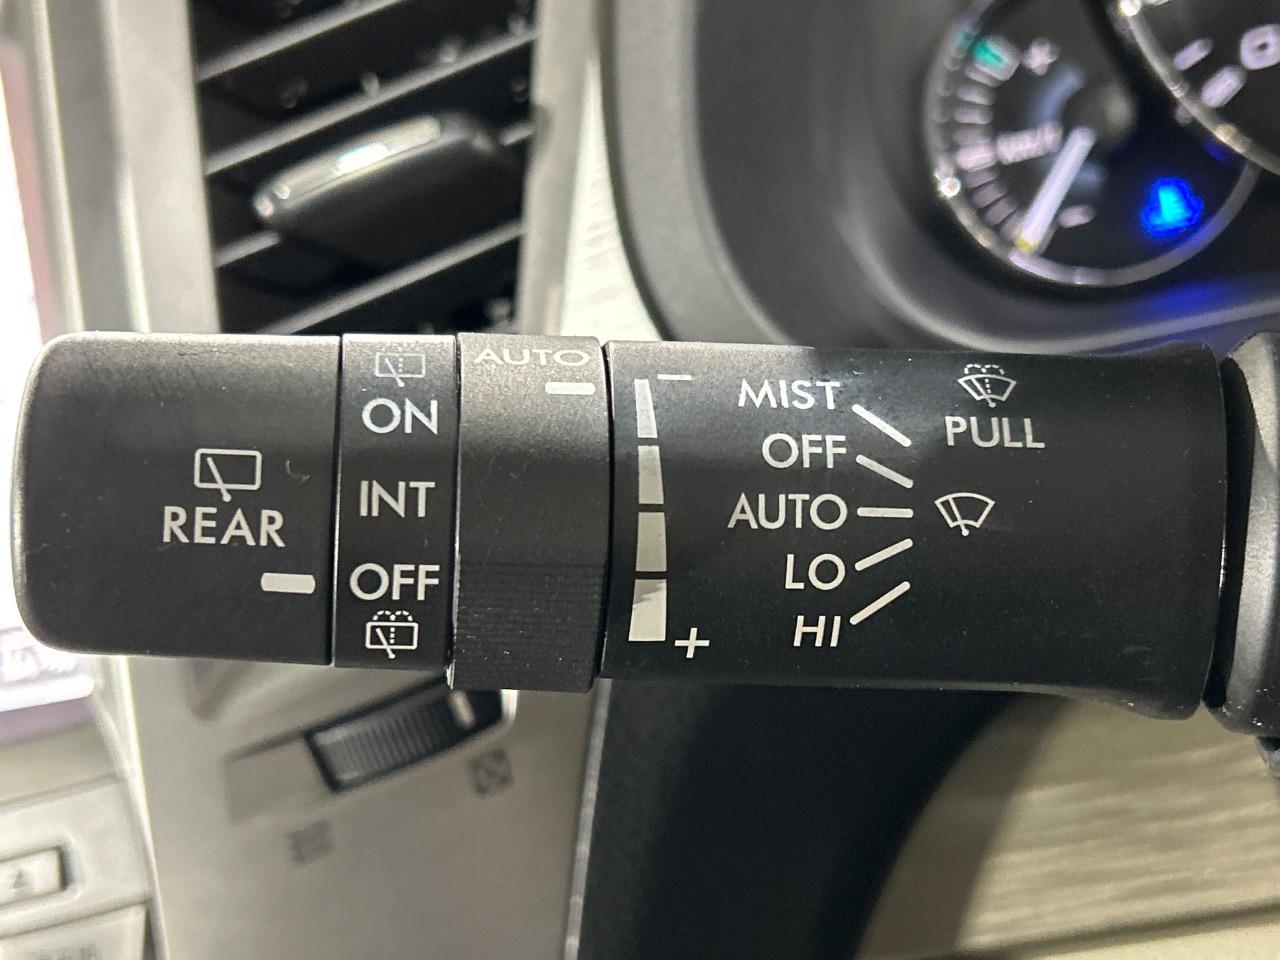 REAR
ON
INT
OFF
AUTO
−
+
MIST
OFF
AUTO
LO
HI
PULL